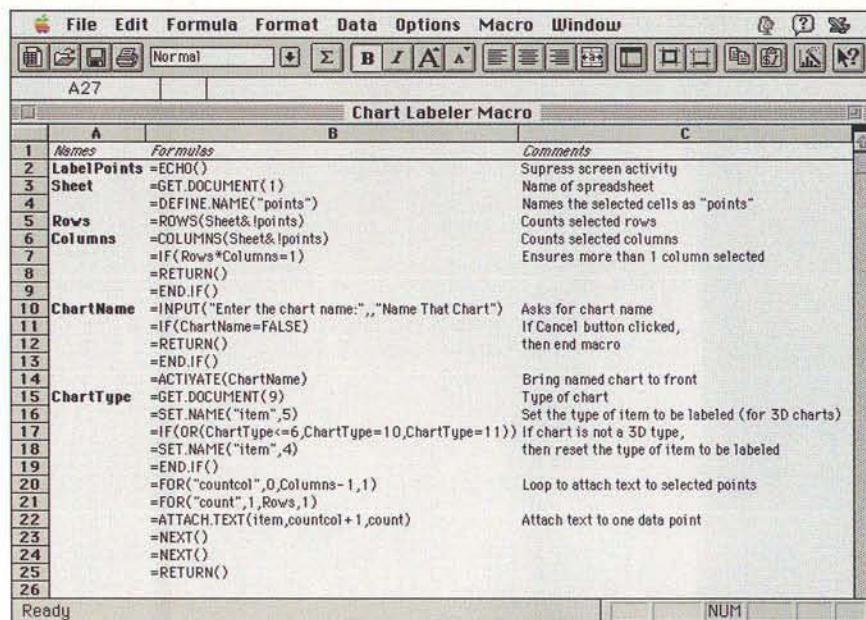 File Edit Formula Format Data Options Macro Window
Normal Σ B I A A
A27
Chart Labeler Macro
A B C
1 Names Formulas Comments
2 LabelPoints =ECHO() Supress screen activity
3 Sheet =GET.DOCUMENT(1) Name of spreadsheet
4 =DEFINE.NAME("points") Names the selected cells as "points"
5 Rows =ROWS(Sheet&!points) Counts selected rows
6 Columns =COLUMNS(Sheet&!points) Counts selected columns
7 =IF(Rows*Columns=1) Ensures more than 1 column selected
8 =RETURN()
9 =END.IF()
10 ChartName =INPUT("Enter the chart name:",,"Name That Chart") Asks for chart name
11 =IF(ChartName=FALSE) If Cancel button clicked,
12 =RETURN() then end macro
13 =END.IF()
14 =ACTIVATE(ChartName) Bring named chart to front
15 ChartType =GET.DOCUMENT(9) Type of chart
16 =SET.NAME("item",5) Set the type of item to be labeled (for 3D charts)
17 =IF(OR(ChartType<=6,ChartType=10,ChartType=11)) If chart is not a 3D type,
18 =SET.NAME("item",4) then reset the type of item to be labeled
19 =END.IF()
20 =FOR("countcol",0,Columns-1,1) Loop to attach text to selected points
21 =FOR("count",1,Rows,1)
22 =ATTACH.TEXT(item,countcol+1,count) Attach text to one data point
23 =NEXT()
24 =NEXT()
25 =RETURN()
26
Ready NUM